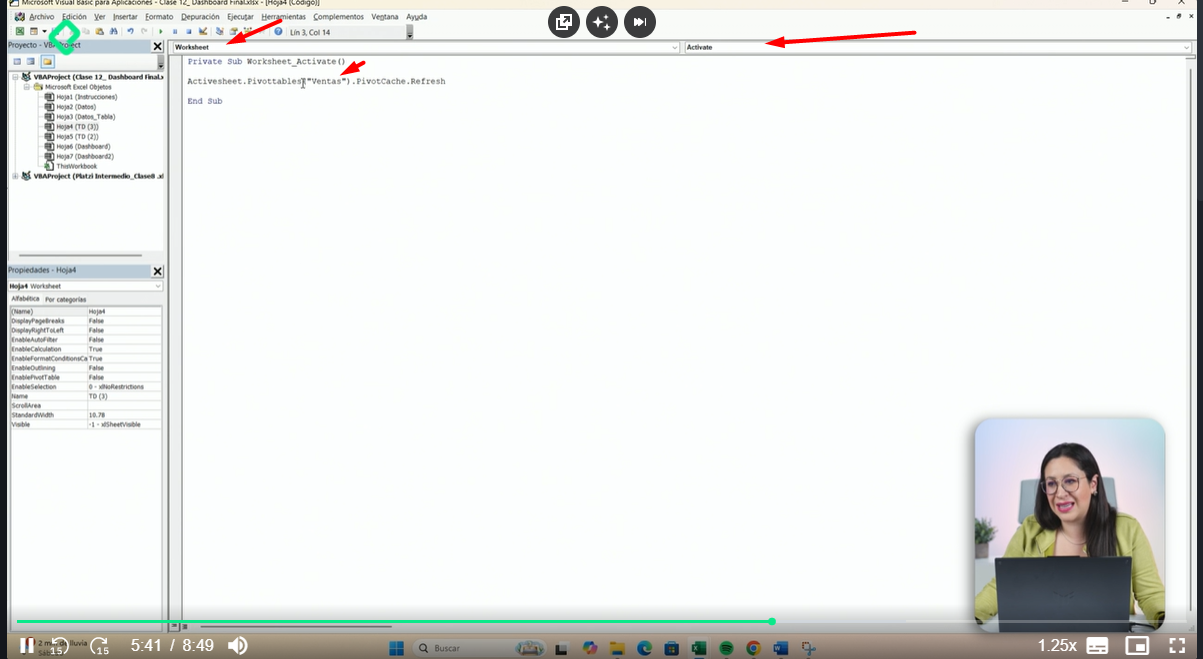 Microsoft Visual Basic para Aplicaciones - Clase 12_ Dashboard Final.xlsx - [Hoja4 (Código)]
Archivo Edición Ver Insertar Formato Depuración Ejecutar Herramientas Complementos Ventana Ayuda
Lín 3, Col 14
Proyecto - VBAProject
Worksheet
Activate
VBAProject (Clase 12_ Dashboard Final.x
Microsoft Excel Objetos
Hoja1 (Instrucciones)
Hoja2 (Datos)
Hoja3 (Datos_Tabla)
Hoja4 (TD (3))
Hoja5 (TD (2))
Hoja6 (Dashboard)
Hoja7 (Dashboard2)
ThisWorkbook
VBAProject (Platzi Intermedio_Clase8 .xl
Private Sub Worksheet_Activate()
Activesheet.Pivottables("Ventas").PivotCache.Refresh
End Sub
Propiedades - Hoja4
Hoja4 Worksheet
Alfabética Por categorías
(Name) Hoja4
DisplayPageBreaks False
DisplayRightToLeft False
EnableAutoFilter False
EnableCalculation True
EnableFormatConditionsCa True
EnableOutlining False
EnablePivotTable False
EnableSelection 0 - xlNoRestrictions
Name TD (3)
ScrollArea
StandardWidth 10.78
Visible -1 - xlSheetVisible
15 15 5:41 / 8:49
Buscar
1.25x